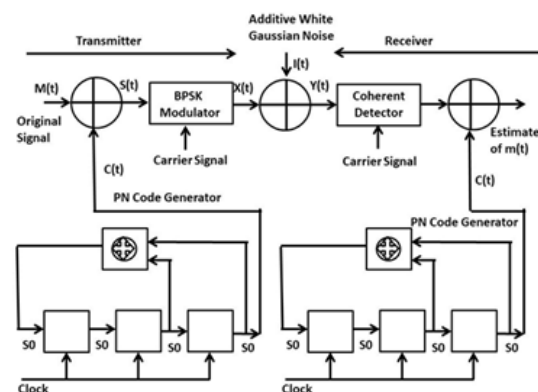 Additive White
Gaussian Noise
Transmitter
Receiver
I(t)
M(t)
S(t)
BPSK
Modulator
X(t)
Y(t)
Coherent
Detector
Original
Signal
Carrier Signal
Carrier Signal
Estimate
of m(t)
C(t)
C(t)
PN Code Generator
PN Code Generator
S0
S0
S0
S0
S0
S0
S0
S0
Clock
Clock